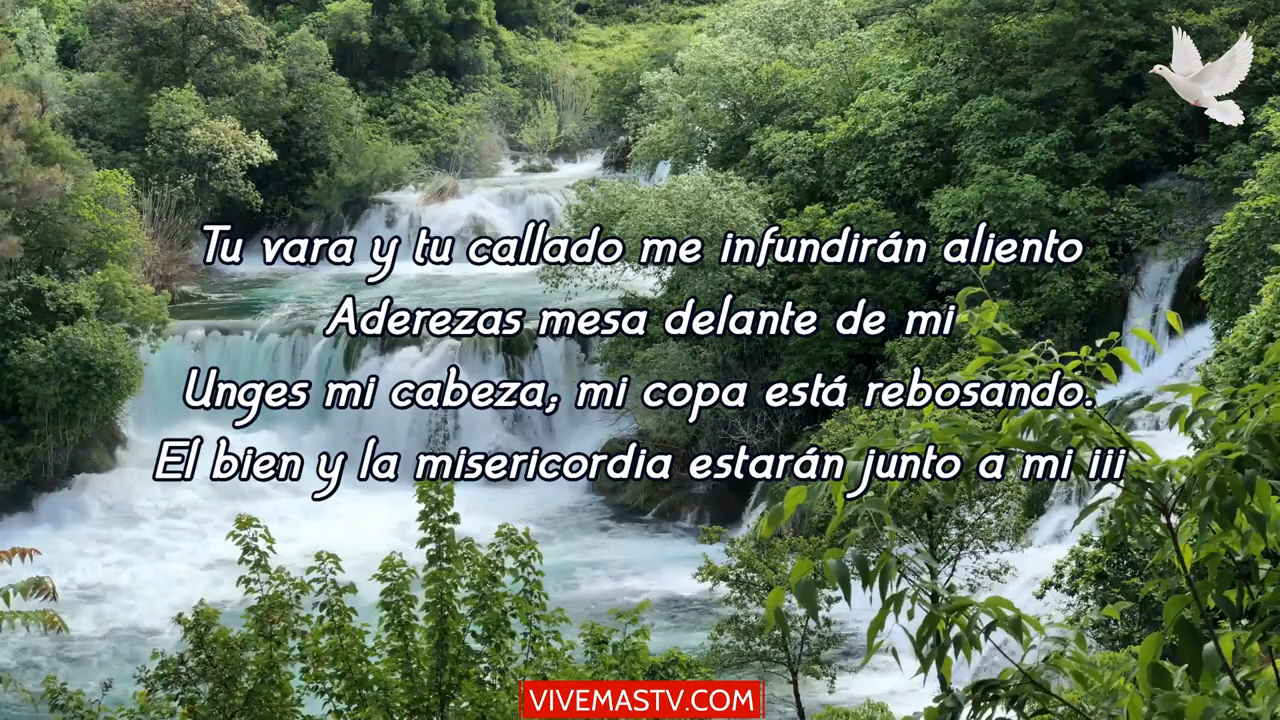 Tu vara y tu callado me infundirán aliento
Aderezas mesa delante de mi
Unges mi cabeza; mi copa está rebosando.
El bien y la misericordia estarán junto a mi iii
VIVEMASTV.COM